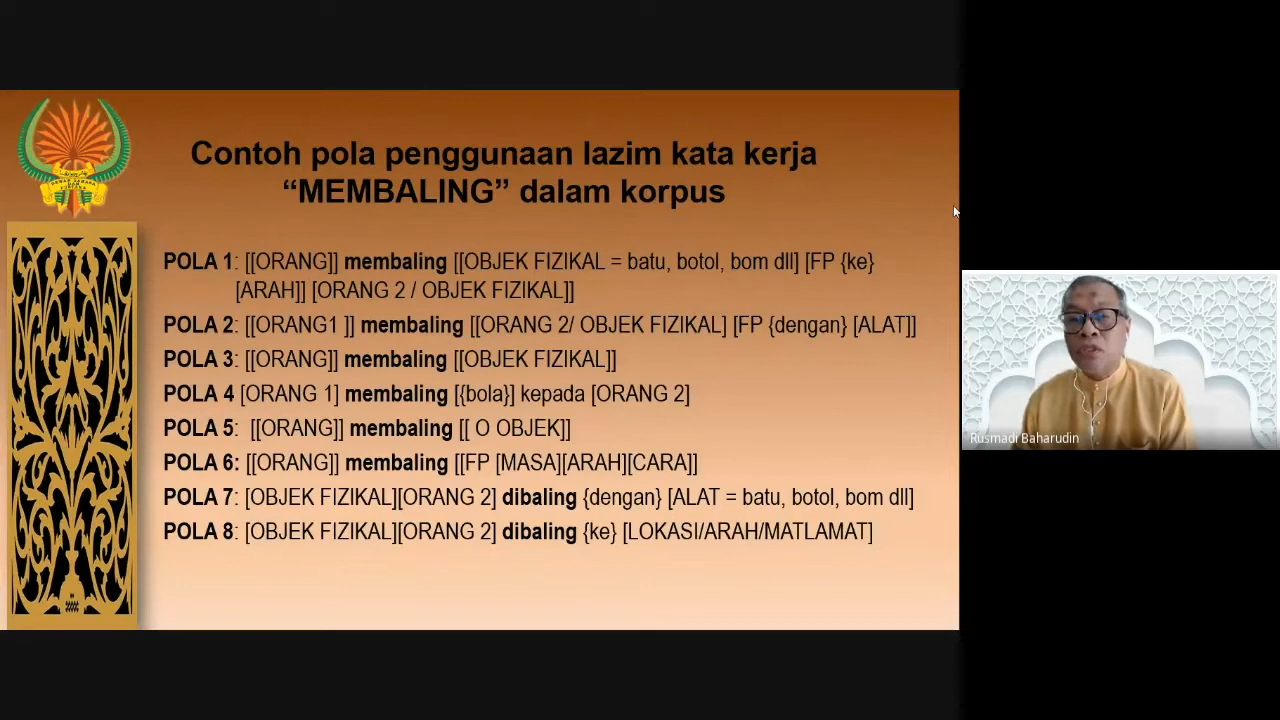 Contoh pola penggunaan lazim kata kerja
“MEMBALING” dalam korpus
POLA 1: [[ORANG]] membaling [[OBJEK FIZIKAL = batu, botol, bom dll] [FP {ke}
[ARAH]] [ORANG 2 / OBJEK FIZIKAL]]
POLA 2: [[ORANG1 ]] membaling [[ORANG 2/ OBJEK FIZIKAL] [FP {dengan} [ALAT]]
POLA 3: [[ORANG]] membaling [[OBJEK FIZIKAL]]
POLA 4 [ORANG 1] membaling [{bola}] kepada [ORANG 2]
POLA 5: [[ORANG]] membaling [[ O OBJEK]]
POLA 6: [[ORANG]] membaling [[FP [MASA][ARAH][CARA]]
POLA 7: [OBJEK FIZIKAL][ORANG 2] dibaling {dengan} [ALAT = batu, botol, bom dll]
POLA 8: [OBJEK FIZIKAL][ORANG 2] dibaling {ke} [LOKASI/ARAH/MATLAMAT]
Rusmadi Baharudin